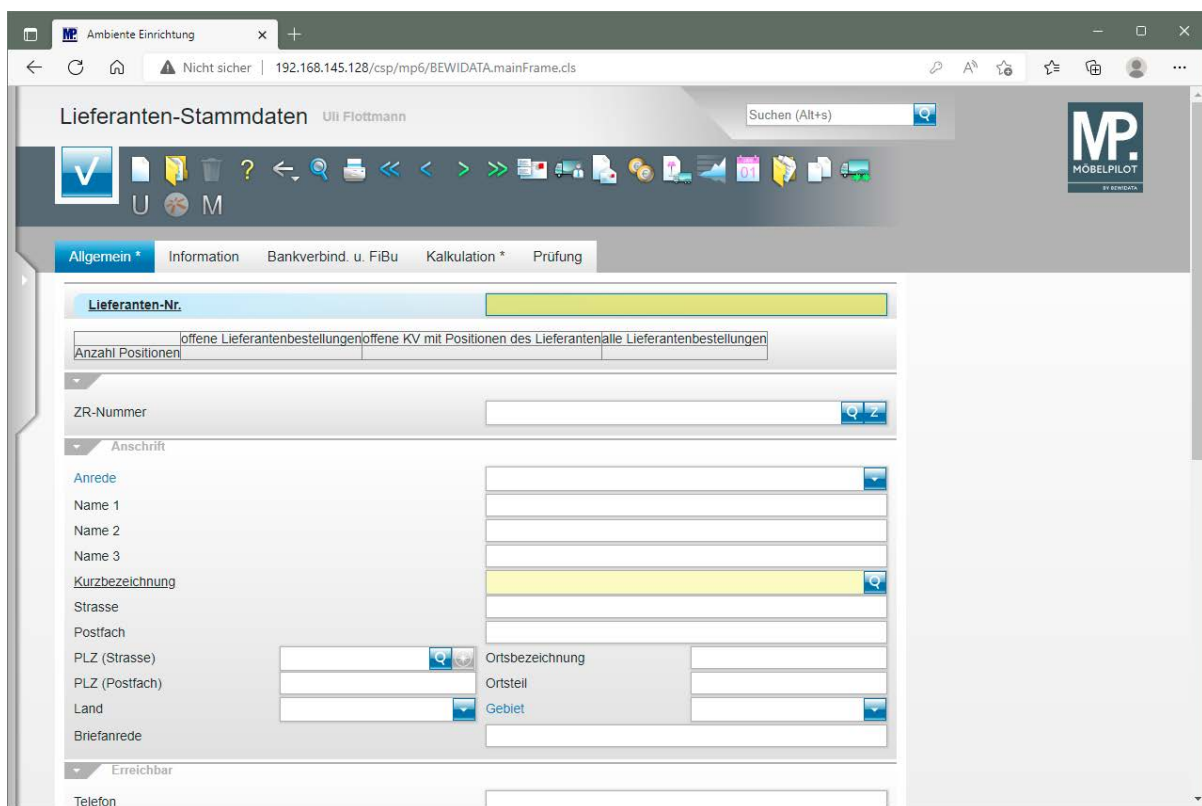 Ambiente Einrichtung
Nicht sicher | 192.168.145.128/csp/mp6/BEWIDATA.mainFrame.cls
Lieferanten-Stammdaten Uli Flottmann
Suchen (Alt+s)
MP.
MÖBELPILOT
BY BEWIDATA
01
U M
Allgemein * Information Bankverbind. u. FiBu Kalkulation * Prüfung
Lieferanten-Nr.
offene Lieferantenbestellungen offene KV mit Positionen des Lieferanten alle Lieferantenbestellungen
Anzahl Positionen
ZR-Nummer Z
Anschrift
Anrede
Name 1
Name 2
Name 3
Kurzbezeichnung
Strasse
Postfach
PLZ (Strasse) Ortsbezeichnung
PLZ (Postfach) Ortsteil
Land Gebiet
Briefanrede
Erreichbar
Telefon